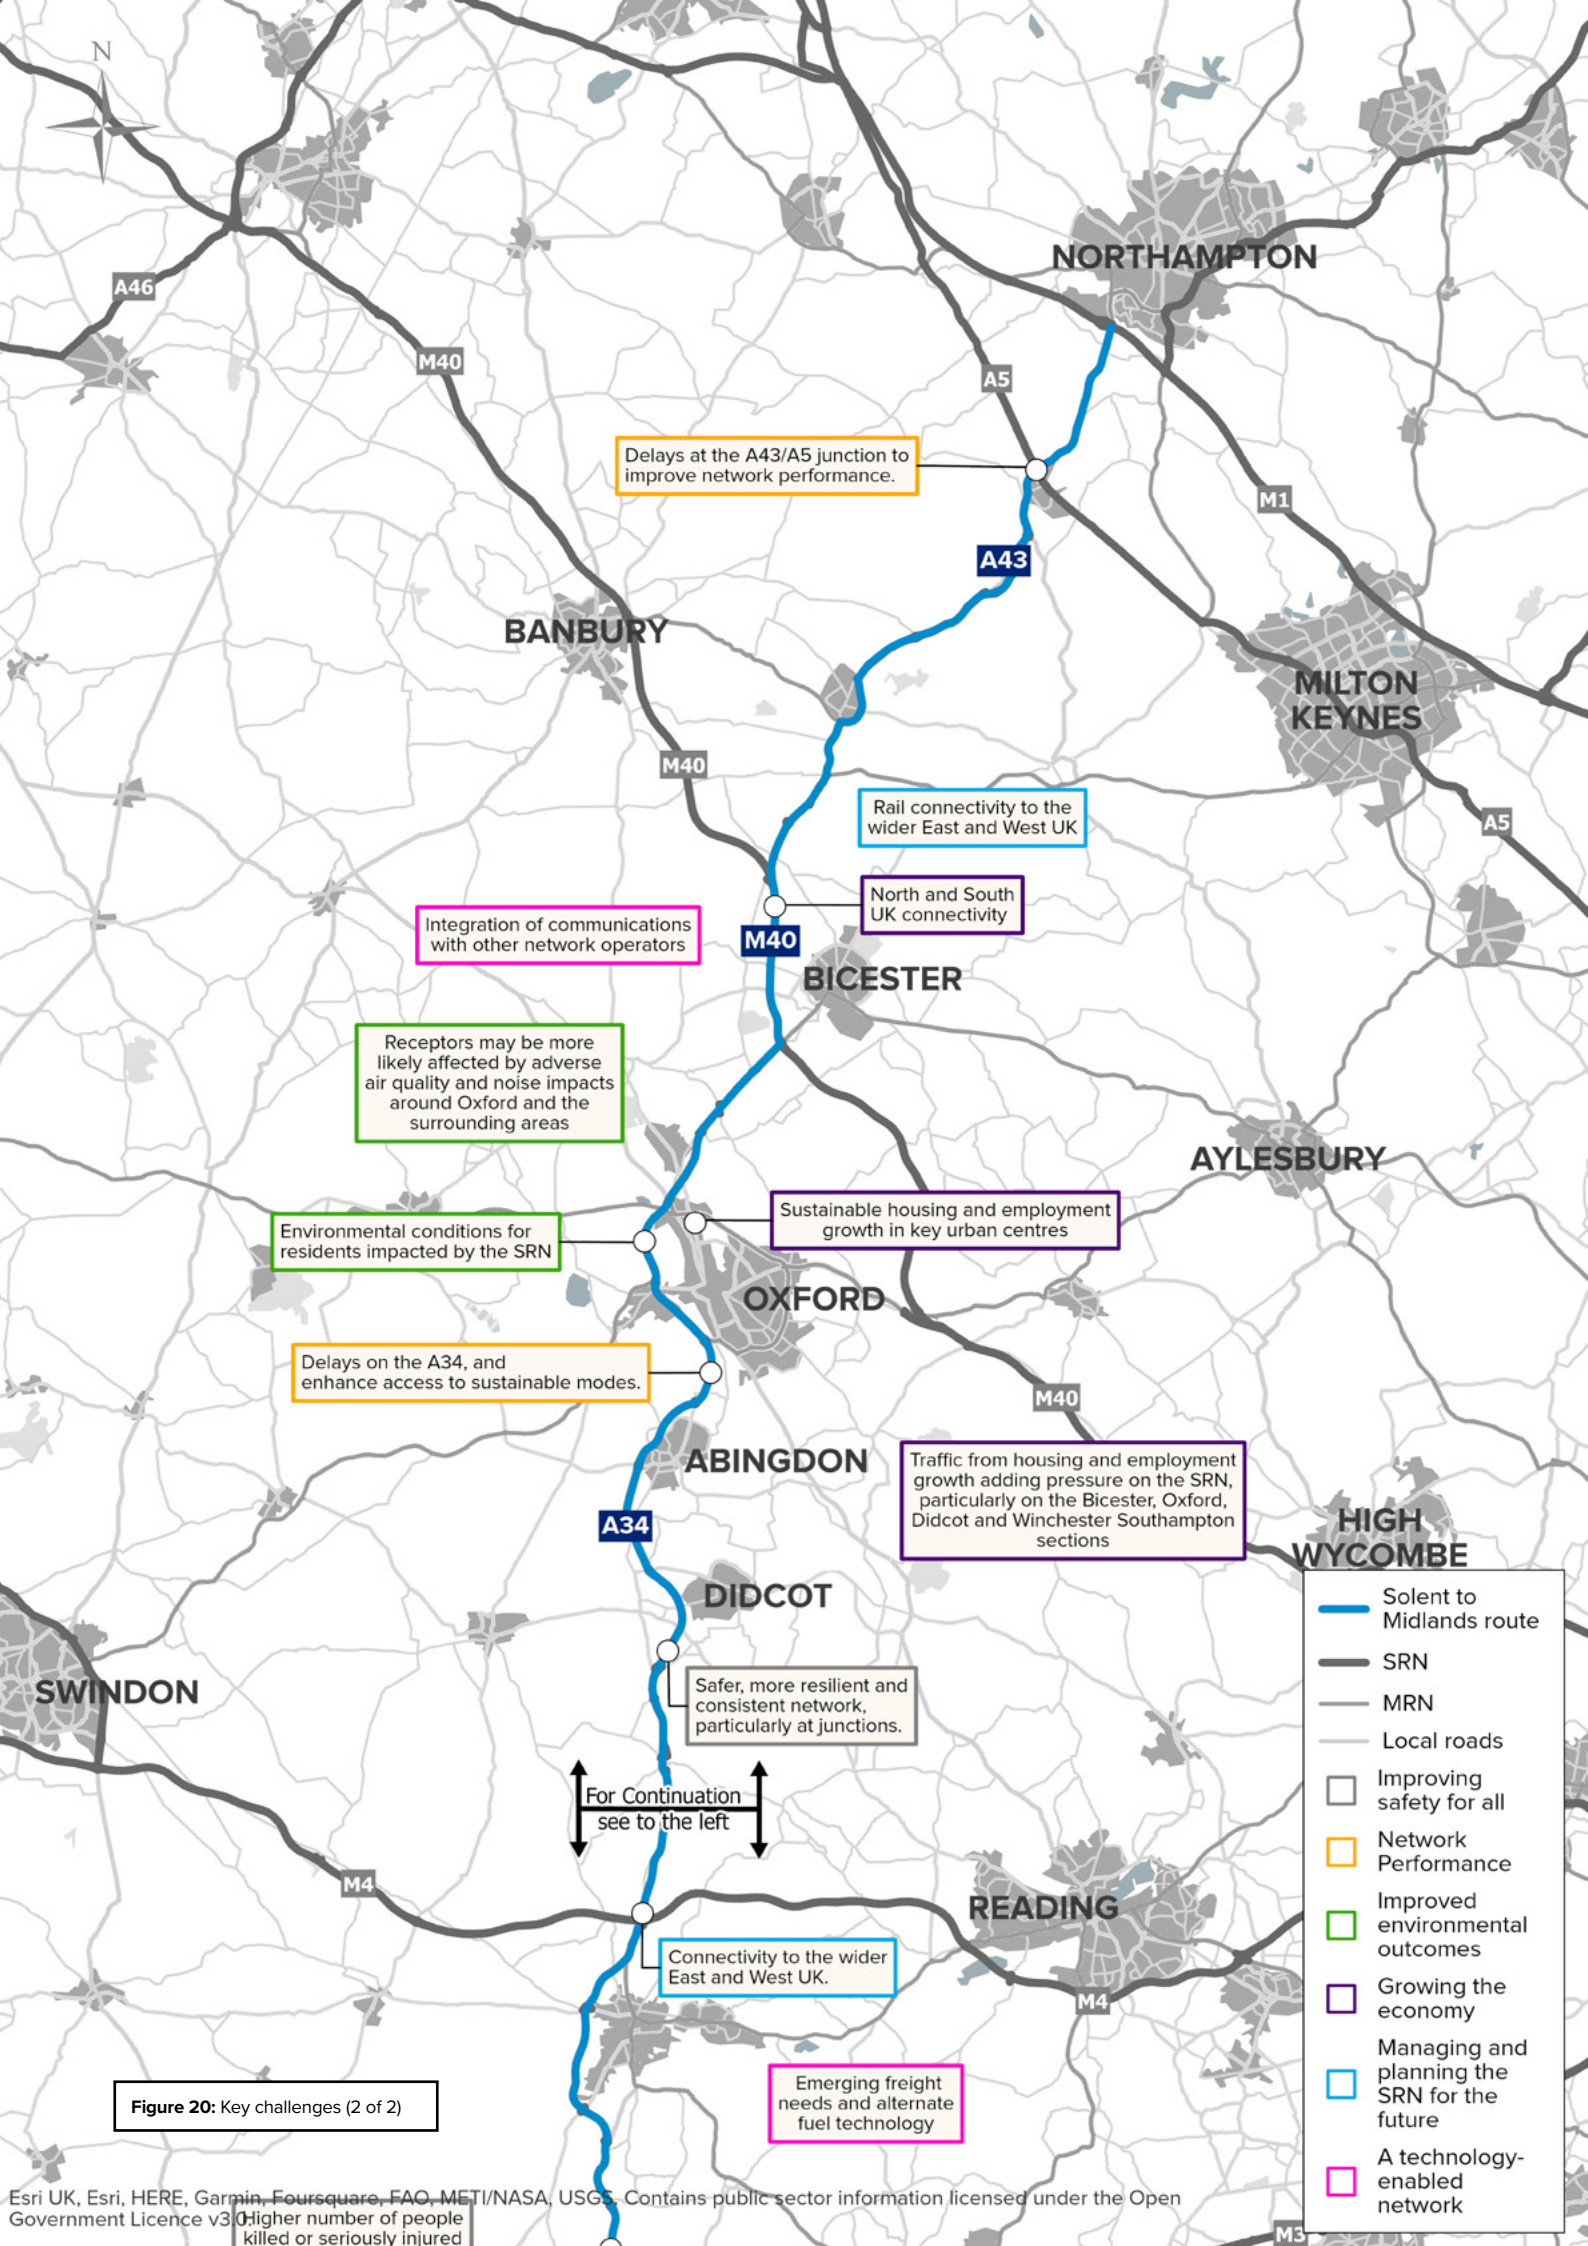 N
NORTHAMPTON
A46
M40
A5
Delays at the A43/A5 junction to
improve network performance.
M1
A43
BANBURY
MILTON
KEYNES
M40
Rail connectivity to the
wider East and West UK
A5
North and South
UK connectivity
Integration of communications
with other network operators
M40
BICESTER
Receptors may be more
likely affected by adverse
air quality and noise impacts
around Oxford and the
surrounding areas
AYLESBURY
Sustainable housing and employment
growth in key urban centres
Environmental conditions for
residents impacted by the SRN
OXFORD
Delays on the A34, and
enhance access to sustainable modes.
M40
ABINGDON
Traffic from housing and employment
growth adding pressure on the SRN,
particularly on the Bicester, Oxford,
Didcot and Winchester Southampton
sections
A34
HIGH
WYCOMBE
DIDCOT
SWINDON
Safer, more resilient and
consistent network,
particularly at junctions.
For Continuation
see to the left
M4
READING
Connectivity to the wider
East and West UK.
M4
Emerging freight
needs and alternate
fuel technology
Solent to
Midlands route
SRN
MRN
Local roads
Improving
safety for all
Network
Performance
Improved
environmental
outcomes
Growing the
economy
Managing and
planning the
SRN for the
future
A technology-
enabled
network
Figure 20: Key challenges (2 of 2)
Esri UK, Esri, HERE, Garmin, Foursquare, FAO, METI/NASA, USGS. Contains public sector information licensed under the Open
Government Licence v3.0.
Higher number of people
killed or seriously injured
M3